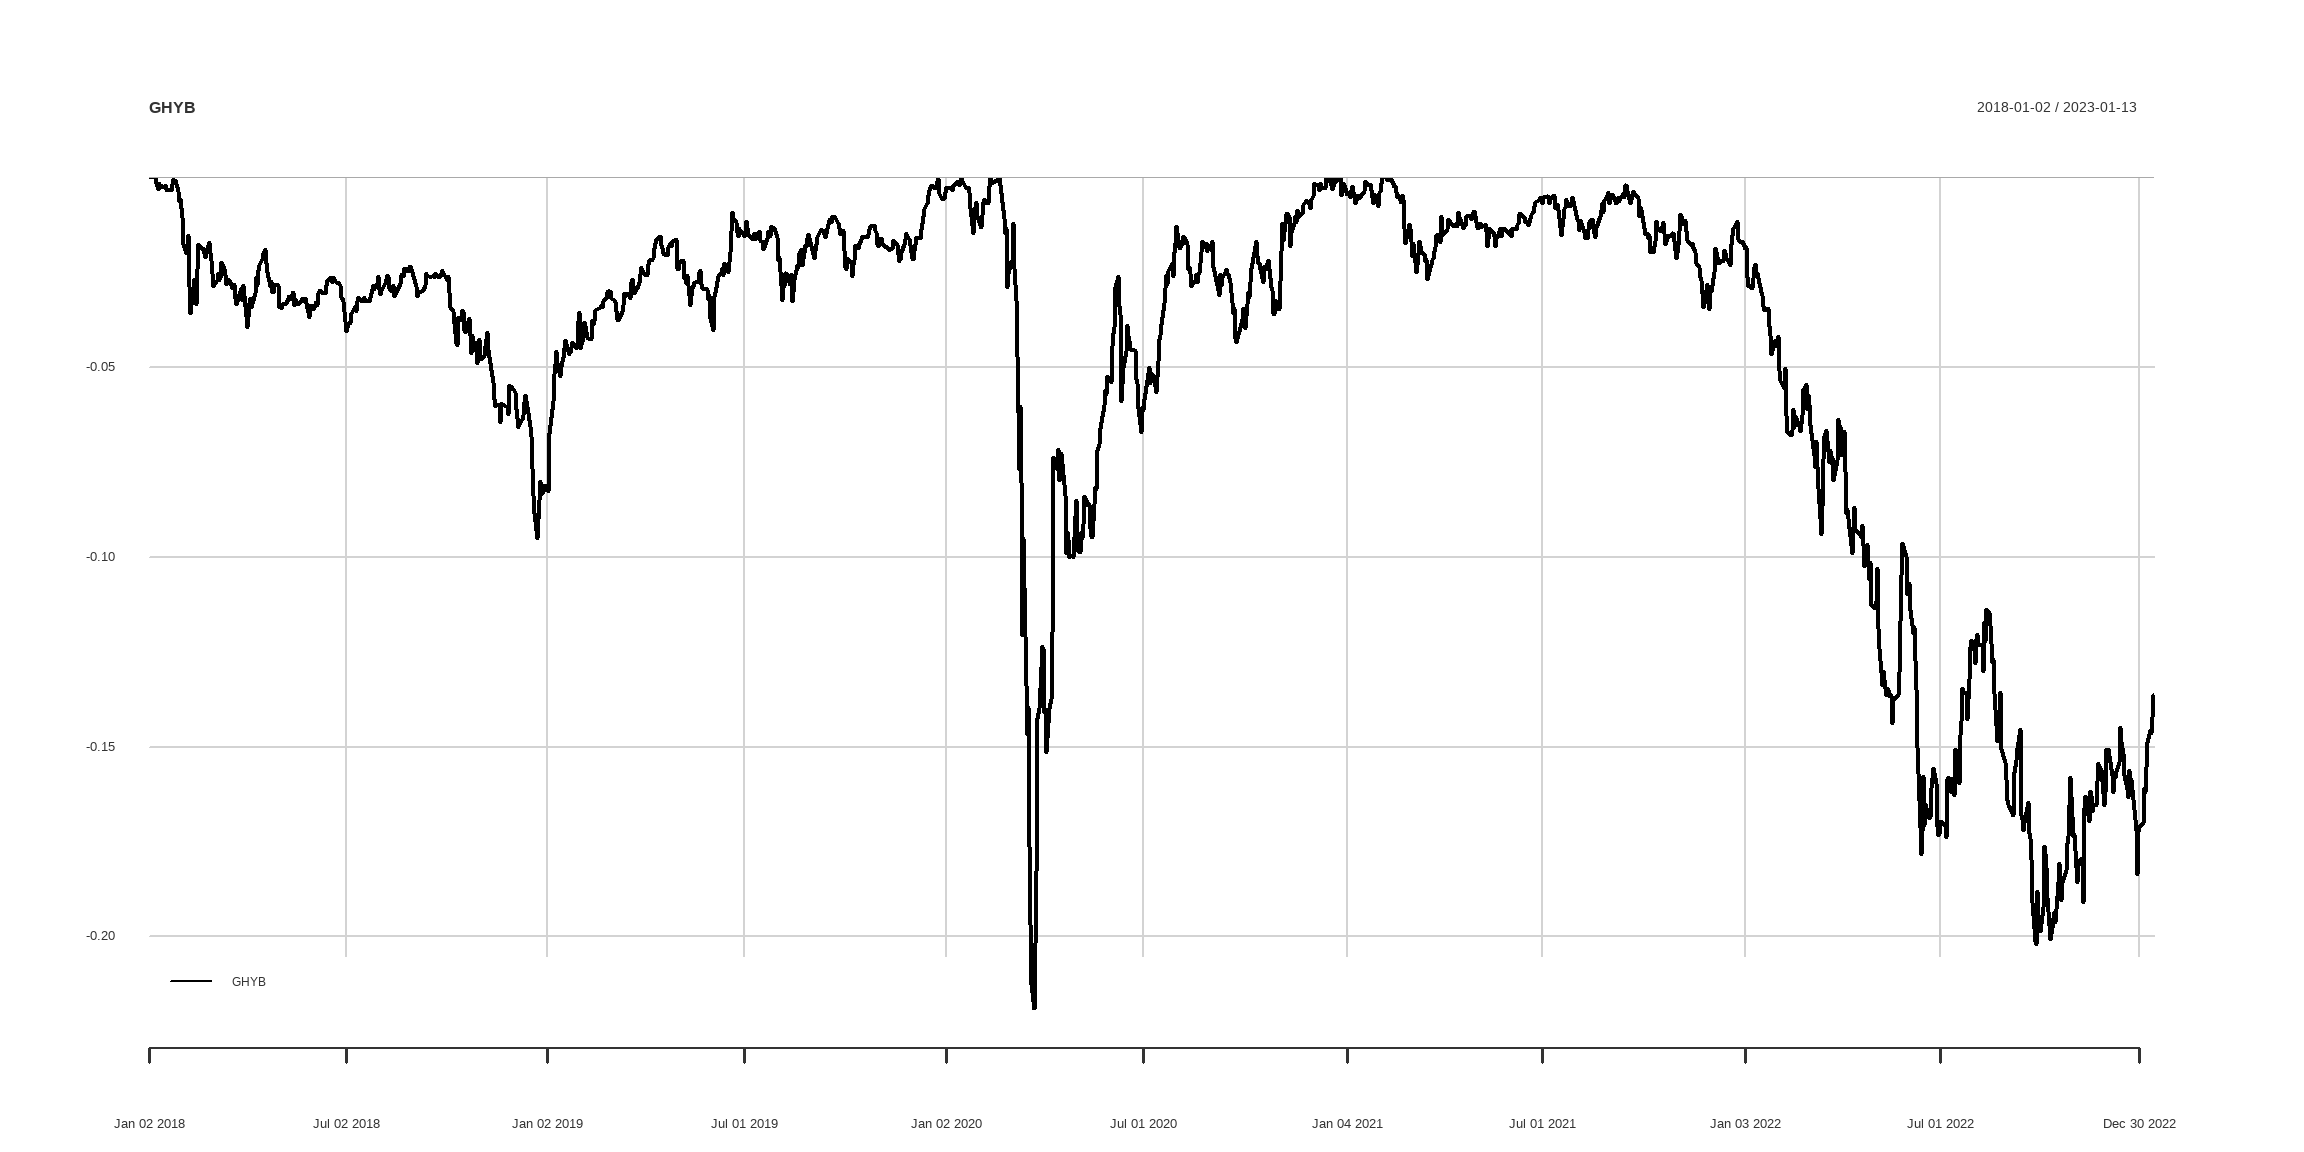 GHYB
2018-01-02 / 2023-01-13
-0.05
-0.10
-0.15
-0.20
GHYB
Jan 02 2018
Jul 02 2018
Jan 02 2019
Jul 01 2019
Jan 02 2020
Jul 01 2020
Jan 04 2021
Jul 01 2021
Jan 03 2022
Jul 01 2022
Dec 30 2022